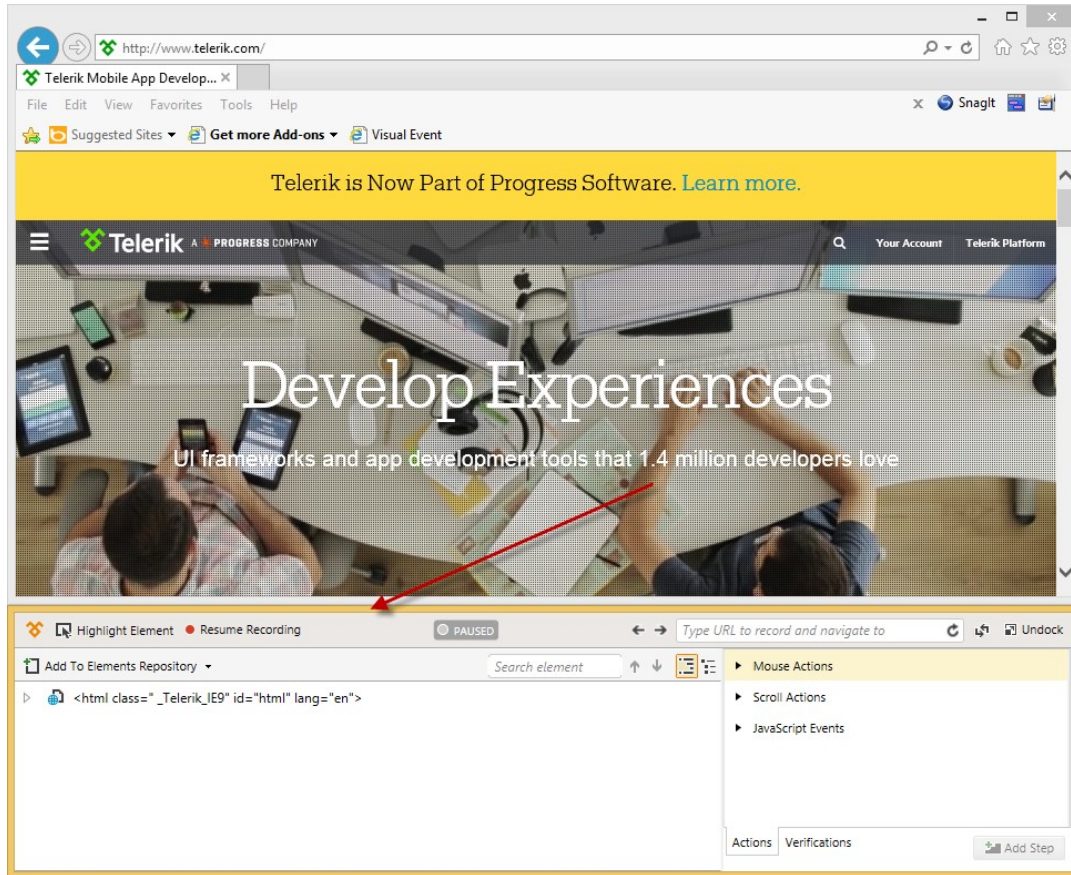 http://www.telerik.com/
Telerik Mobile App Develop... ×
File Edit View Favorites Tools Help
x SnagIt
Suggested Sites Get more Add-ons Visual Event
Telerik is Now Part of Progress Software. Learn more.
Telerik A PROGRESS COMPANY
Your Account Telerik Platform
Develop Experiences
UI frameworks and app development tools that 1.4 million developers love
Highlight Element Resume Recording PAUSED Type URL to record and navigate to Undock
Add To Elements Repository Search element
<html class=" _Telerik_IE9" id="html" lang="en">
Mouse Actions
Scroll Actions
JavaScript Events
Actions Verifications
Add Step